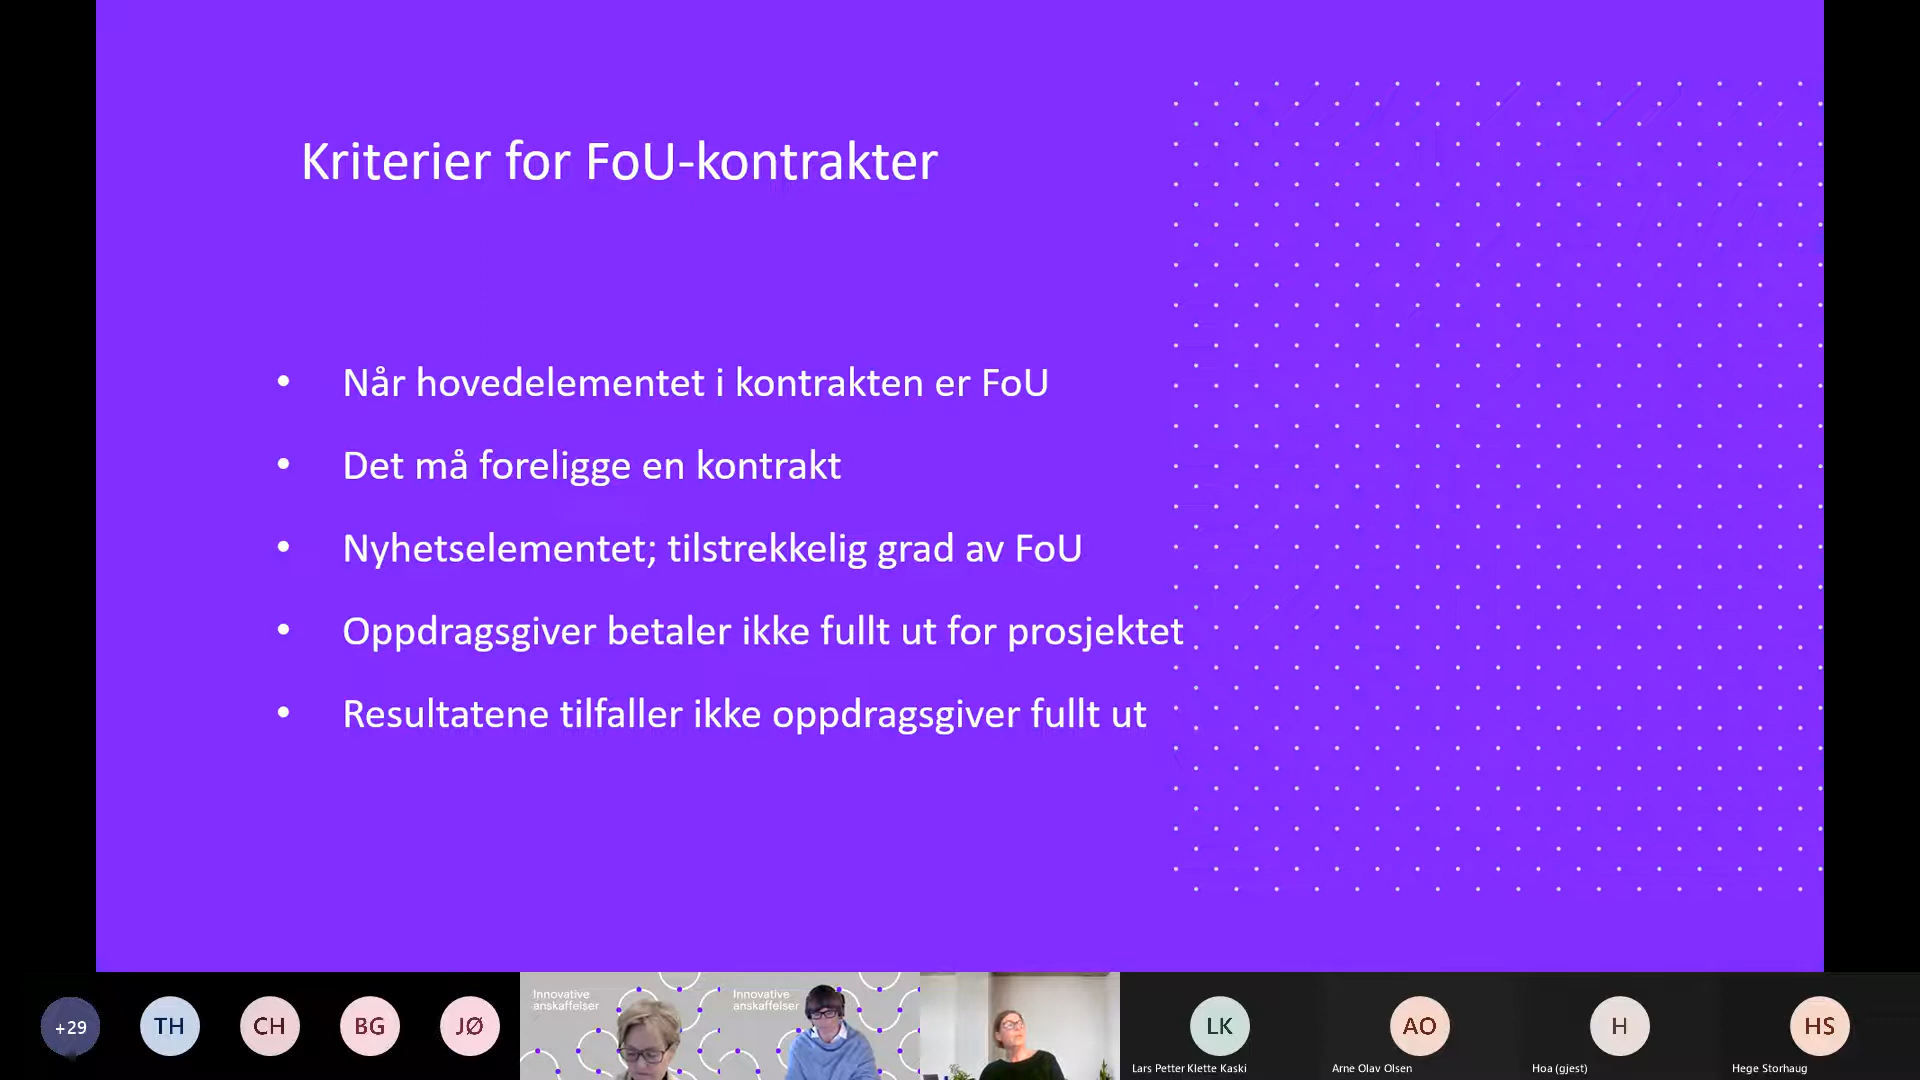 Kriterier for FoU-kontrakter
• Når hovedelementet i kontrakten er FoU
• Det må foreligge en kontrakt
• Nyhetselementet; tilstrekkelig grad av FoU
• Oppdragsgiver betaler ikke fullt ut for prosjektet
• Resultatene tilfaller ikke oppdragsgiver fullt ut
+29
TH
CH
BG
JØ
Innovative
anskaffelser
Innovative
anskaffelser
LK
Lars Petter Klette Kaski
AO
Arne Olav Olsen
H
Hoa (gjest)
HS
Hege Storhaug